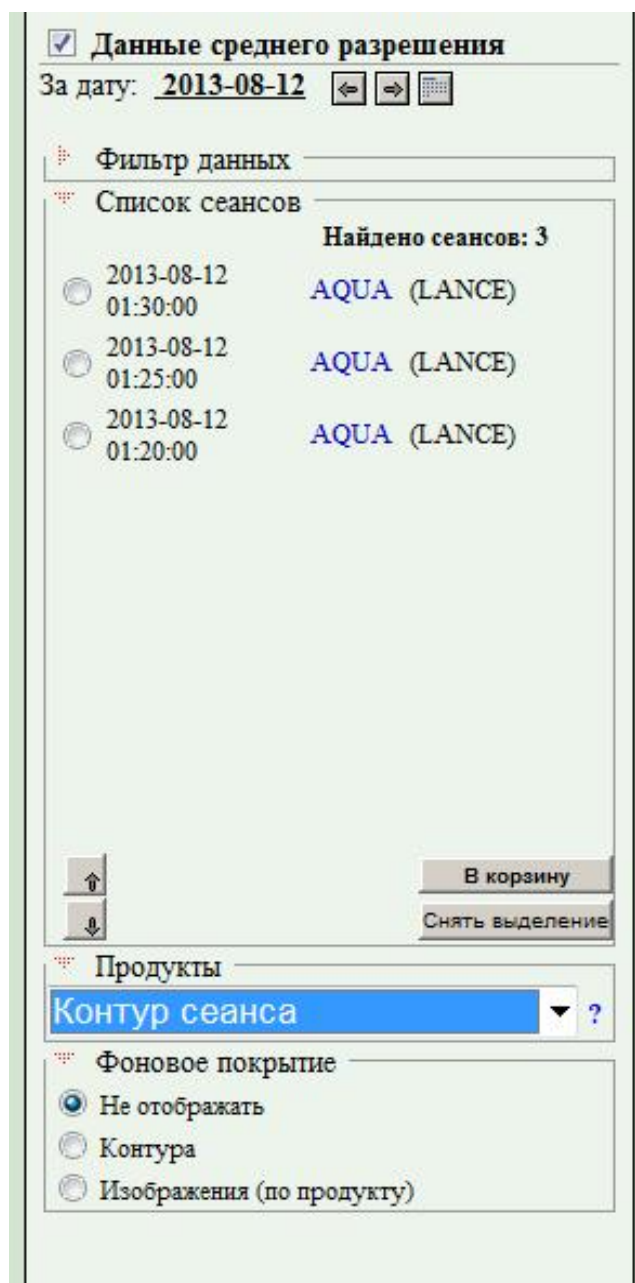 Данные среднего разрешения
За дату: 2013-08-12
Фильтр данных
Список сеансов
Найдено сеансов: 3
2013-08-12
01:30:00
AQUA (LANCE)
2013-08-12
01:25:00
AQUA (LANCE)
2013-08-12
01:20:00
AQUA (LANCE)
В корзину
Снять выделение
Продукты
Контур сеанса ?
Фоновое покрытие
Не отображать
Контура
Изображения (по продукту)